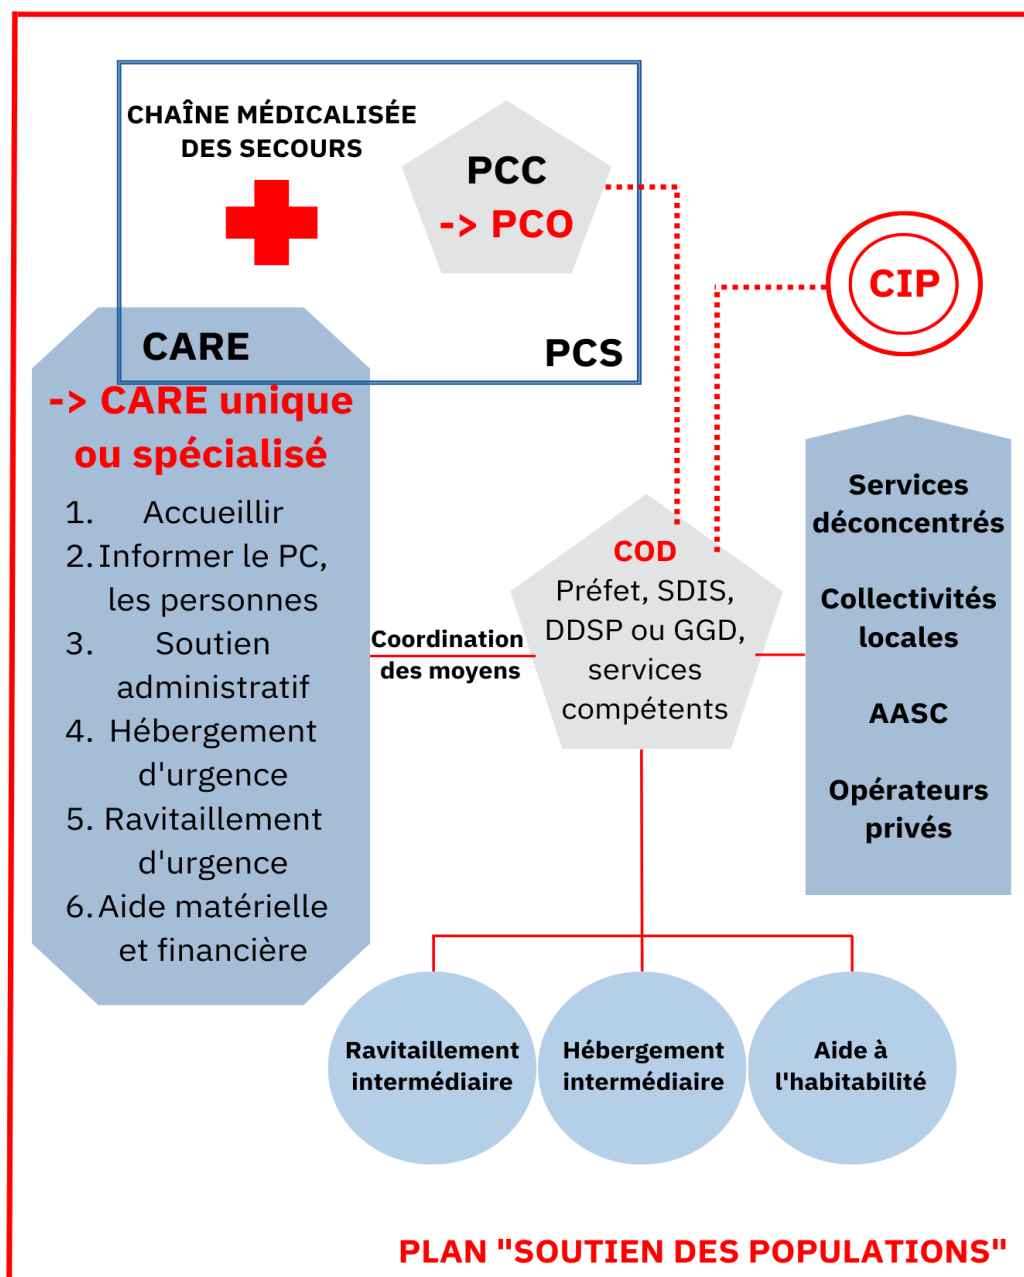 CHAÎNE MÉDICALISÉE
DES SECOURS
PCC
-> PCO
PCS
CIP
CARE
-> CARE unique
ou spécialisé
1. Accueillir
2. Informer le PC,
les personnes
3. Soutien
administratif
4. Hébergement
d'urgence
5. Ravitaillement
d'urgence
6. Aide matérielle
et financière
Coordination
des moyens
COD
Préfet, SDIS,
DDSP ou GGD,
services
compétents
Services
déconcentrés
Collectivités
locales
AASC
Opérateurs
privés
Ravitaillement
intermédiaire
Hébergement
intermédiaire
Aide à
l'habitabilité
PLAN "SOUTIEN DES POPULATIONS"